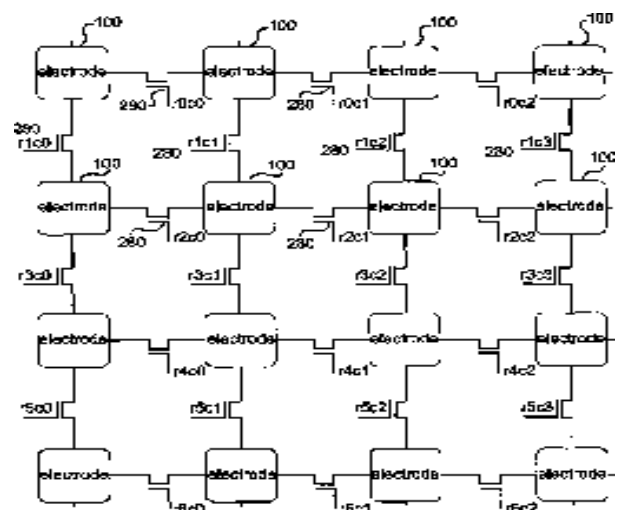 100 100 100 100
electrode electrode electrode electrode
290 r0c0 280 r0c1 r0c2
290 r1c0 280 r1c1 280 r1c2 280 r1c3
100 100 100
electrode electrode electrode electrode
280 r2c0 280 r2c1 r2c2
r3c0 r3c1 r3c2 r3c3
electrode electrode electrode electrode
r4c0 r4c1 r4c2
r5c0 r5c1 r5c2 r5c3
electrode electrode electrode electrode
r6c0 r6c1 r6c2